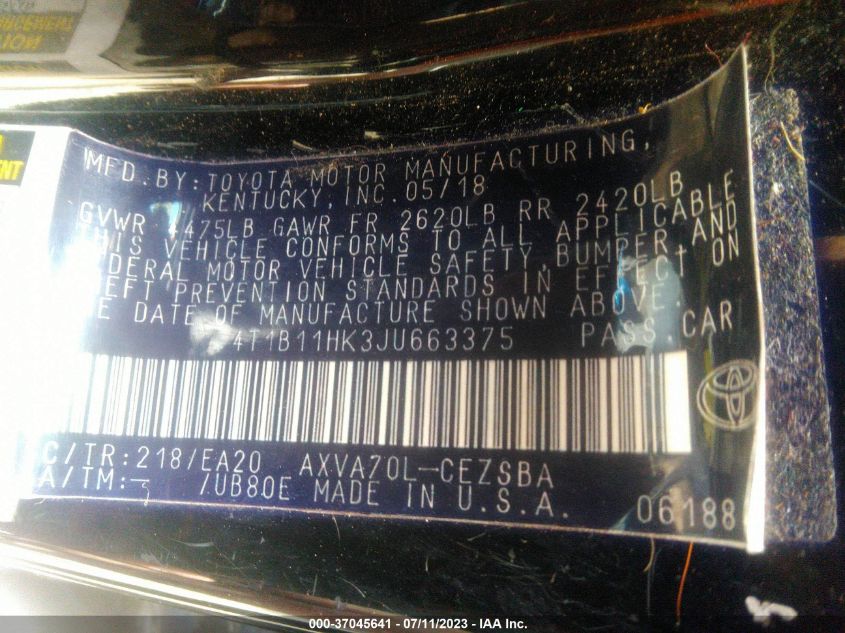 MFD.BY:TOYOTA MOTOR MANUFACTURING,
KENTUCKY, INC. 05/18
GVWR 4475LB GAWR FR 2620LB RR 2420LB
THIS VEHICLE CONFORMS TO ALL APPLICABLE
DERAL MOTOR VEHICLE SAFETY, BUMPER, AND
EFT PREVENTION STANDARDS IN EFFECT ON
E DATE OF MANUFACTURE SHOWN ABOVE.
4T1B11HK3JU663375 PASS.CAR
C/TR:218/EA20 AXVA70L-CEZSBA
A/TM:- /UB80E MADE IN U.S.A.
06188
000-37045641 / 07/11/2023 - IAA Inc.